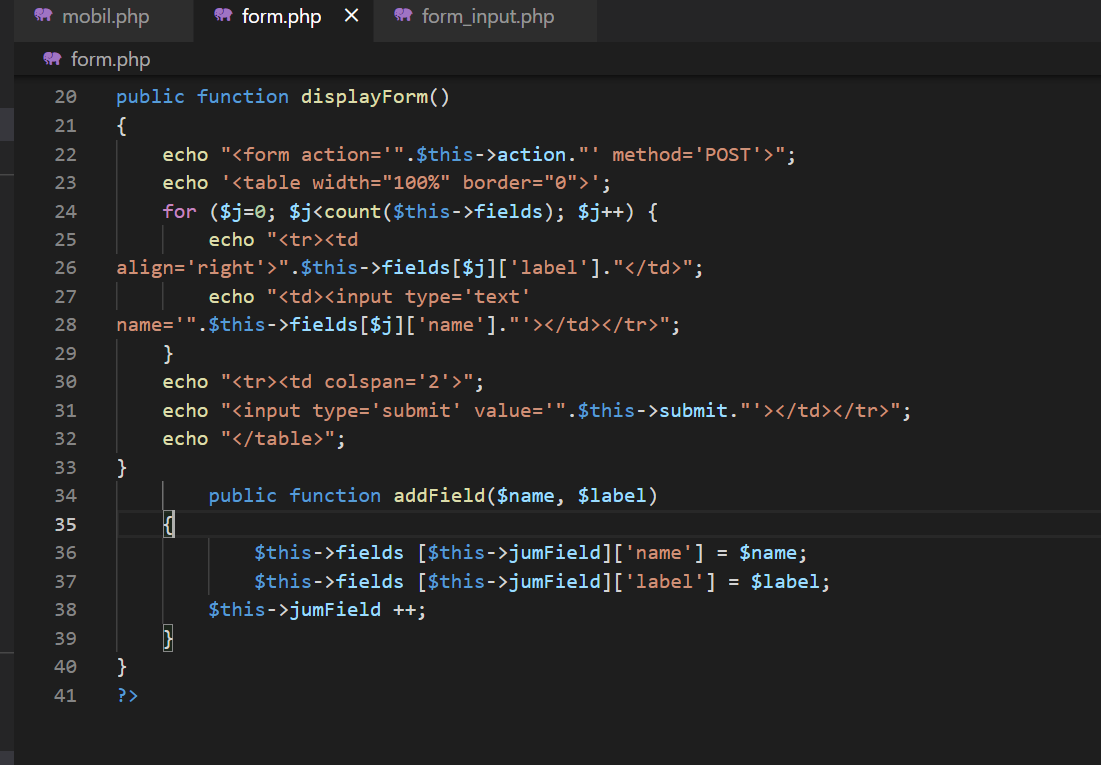 mobil.php form.php × form_input.php
form.php
20 public function displayForm()
21 {
22 echo "<form action='".$this->action."' method='POST'>";
23 echo '<table width="100%" border="0">';
24 for ($j=0; $j<count($this->fields); $j++) {
25 echo "<tr><td
26 align='right'>".$this->fields[$j]['label']."</td>";
27 echo "<td><input type='text'
28 name='".$this->fields[$j]['name']."'></td></tr>";
29 }
30 echo "<tr><td colspan='2'>";
31 echo "<input type='submit' value='".$this->submit."'></td></tr>";
32 echo "</table>";
33 }
34 public function addField($name, $label)
35 {
36 $this->fields [$this->jumField]['name'] = $name;
37 $this->fields [$this->jumField]['label'] = $label;
38 $this->jumField ++;
39 }
40 }
41 ?>